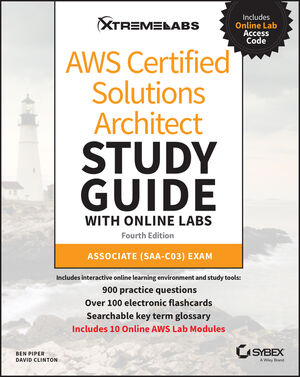 XTREMELABS
Includes
Online Lab
Access
Code
AWS Certified
Solutions
Architect
STUDY
GUIDE
WITH ONLINE LABS
Fourth Edition
ASSOCIATE (SAA-C03) EXAM
Includes interactive online learning environment and study tools:
900 practice questions
Over 100 electronic flashcards
Searchable key term glossary
Includes 10 Online AWS Lab Modules
BEN PIPER
DAVID CLINTON
SYBEX
A Wiley Brand